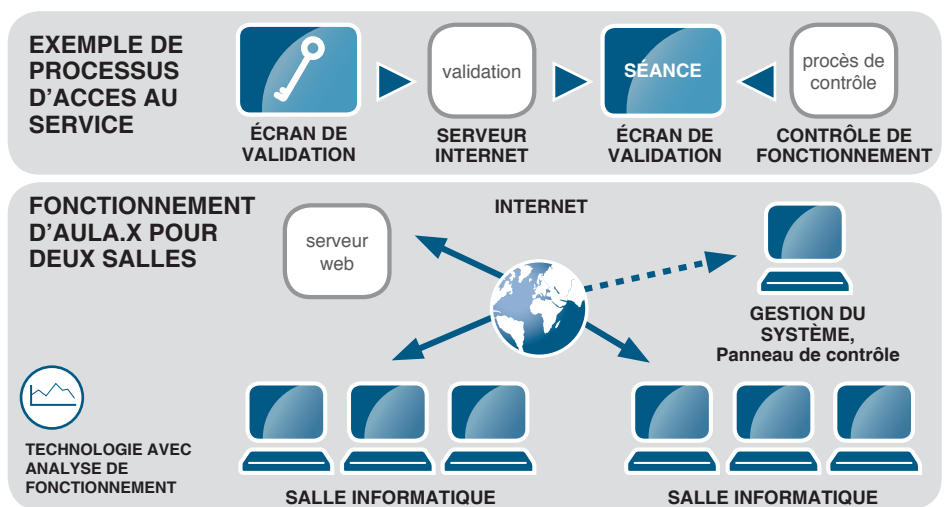 EXEMPLE DE
PROCESSUS
D'ACCES AU
SERVICE
validation
SÉANCE
procès de
contrôle
ÉCRAN DE
VALIDATION
SERVEUR
INTERNET
ÉCRAN DE
VALIDATION
CONTRÔLE DE
FONCTIONNEMENT
FONCTIONNEMENT
D'AULA.X POUR
DEUX SALLES
INTERNET
serveur
web
GESTION DU
SYSTÈME,
Panneau de contrôle
TECHNOLOGIE AVEC
ANALYSE DE
FONCTIONNEMENT
SALLE INFORMATIQUE
SALLE INFORMATIQUE